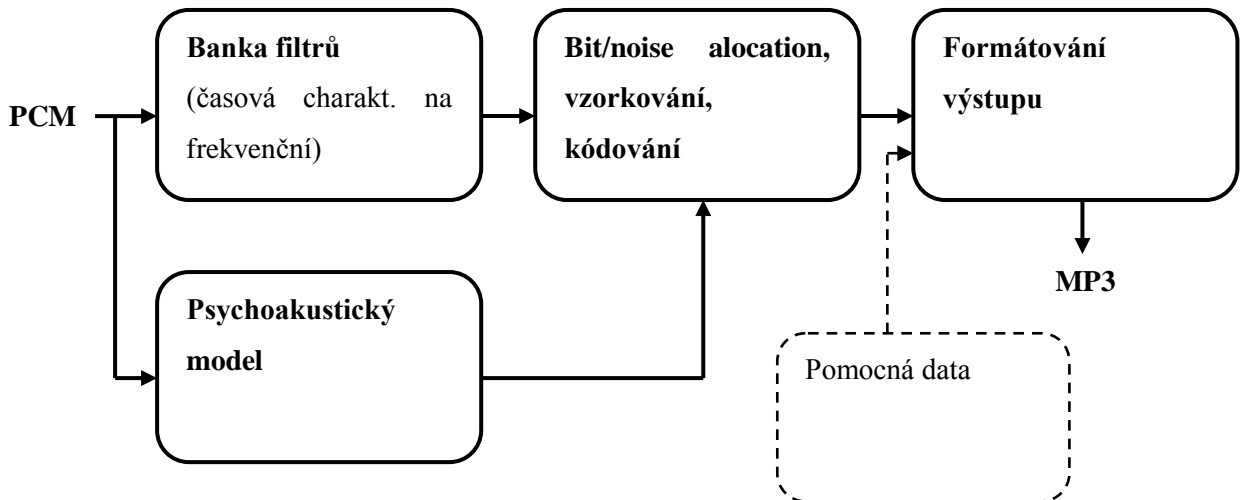 PCM
Banka filtrů
(časová charakt. na
frekvenční)
Bit/noise alocation,
vzorkování,
kódování
Formátování
výstupu
Psychoakustický
model
Pomocná data
MP3